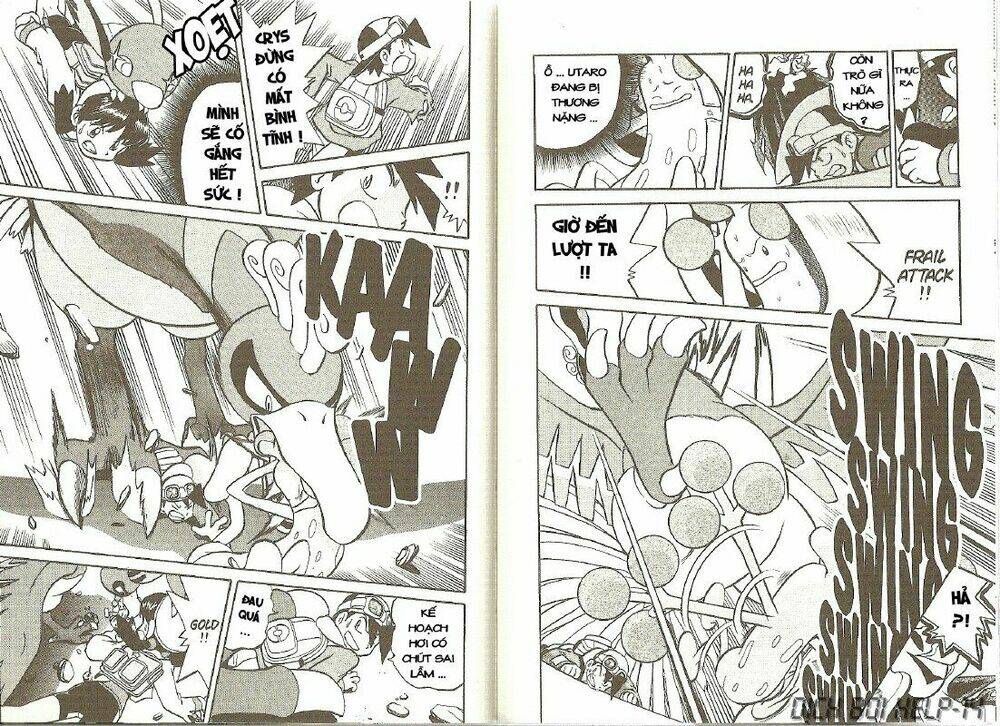 THỰC
RA ...
CÒN
TRÒ GÌ
NỮA
KHÔNG
?
HA
HA
HA.
Ồ ... UTARO
ĐANG BỊ
THƯƠNG
NẶNG ...
FRAIL
ATTACK
!!
GIỜ ĐẾN
LƯỢT TA
!!
SWING
SWING
SWING
SWING
HẢ
?!
CRYS
ĐỪNG
CÓ
MẤT
BÌNH
TĨNH !
XOẸT
MÌNH
SẼ CỐ
GẮNG
HẾT
SỨC !
!!
KAAWW
KẾ
HOẠCH
HƠI CÓ
CHÚT SAI
LẦM ...
ĐAU
QUÁ
...
GOLD
!!
DỊCH BỞI HELP-14